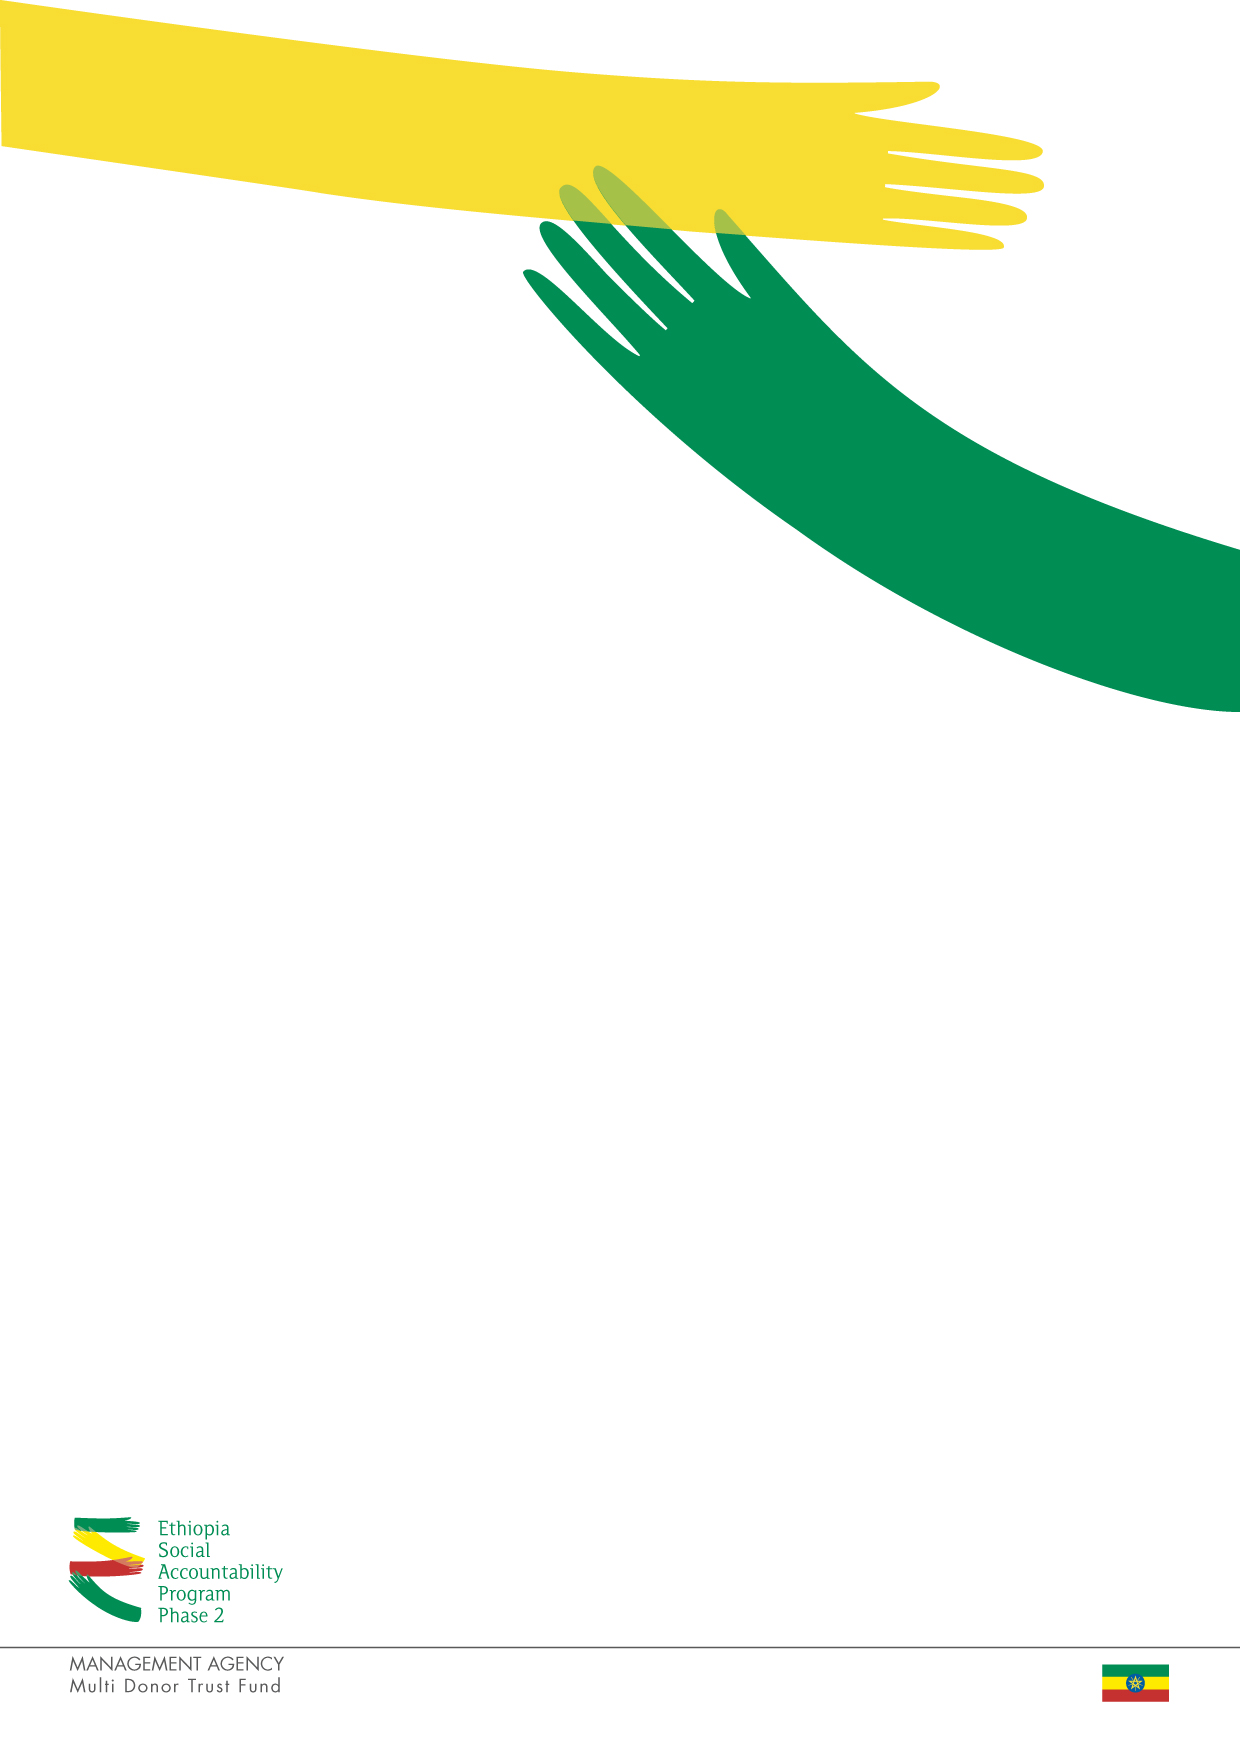 Ethiopia
Social
Accountability
Program
Phase 2
MANAGEMENT AGENCY
Multi Donor Trust Fund